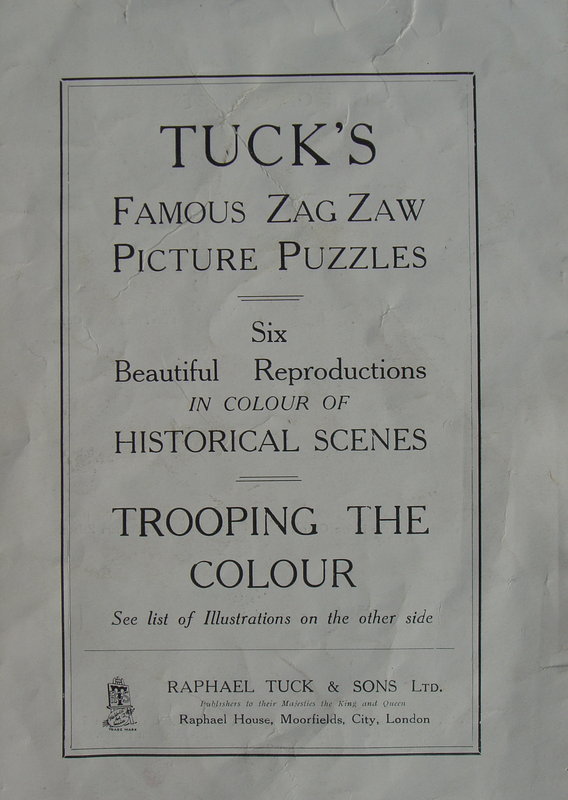 TUCK'S
FAMOUS ZAG ZAW
PICTURE PUZZLES
Six
Beautiful Reproductions
IN COLOUR OF
HISTORICAL SCENES
TROOPING THE
COLOUR
See list of Illustrations on the other side
RAPHAEL TUCK & SONS LTD.
Publishers to their Majesties the King and Queen
Raphael House, Moorfields, City, London
TRADE MARK